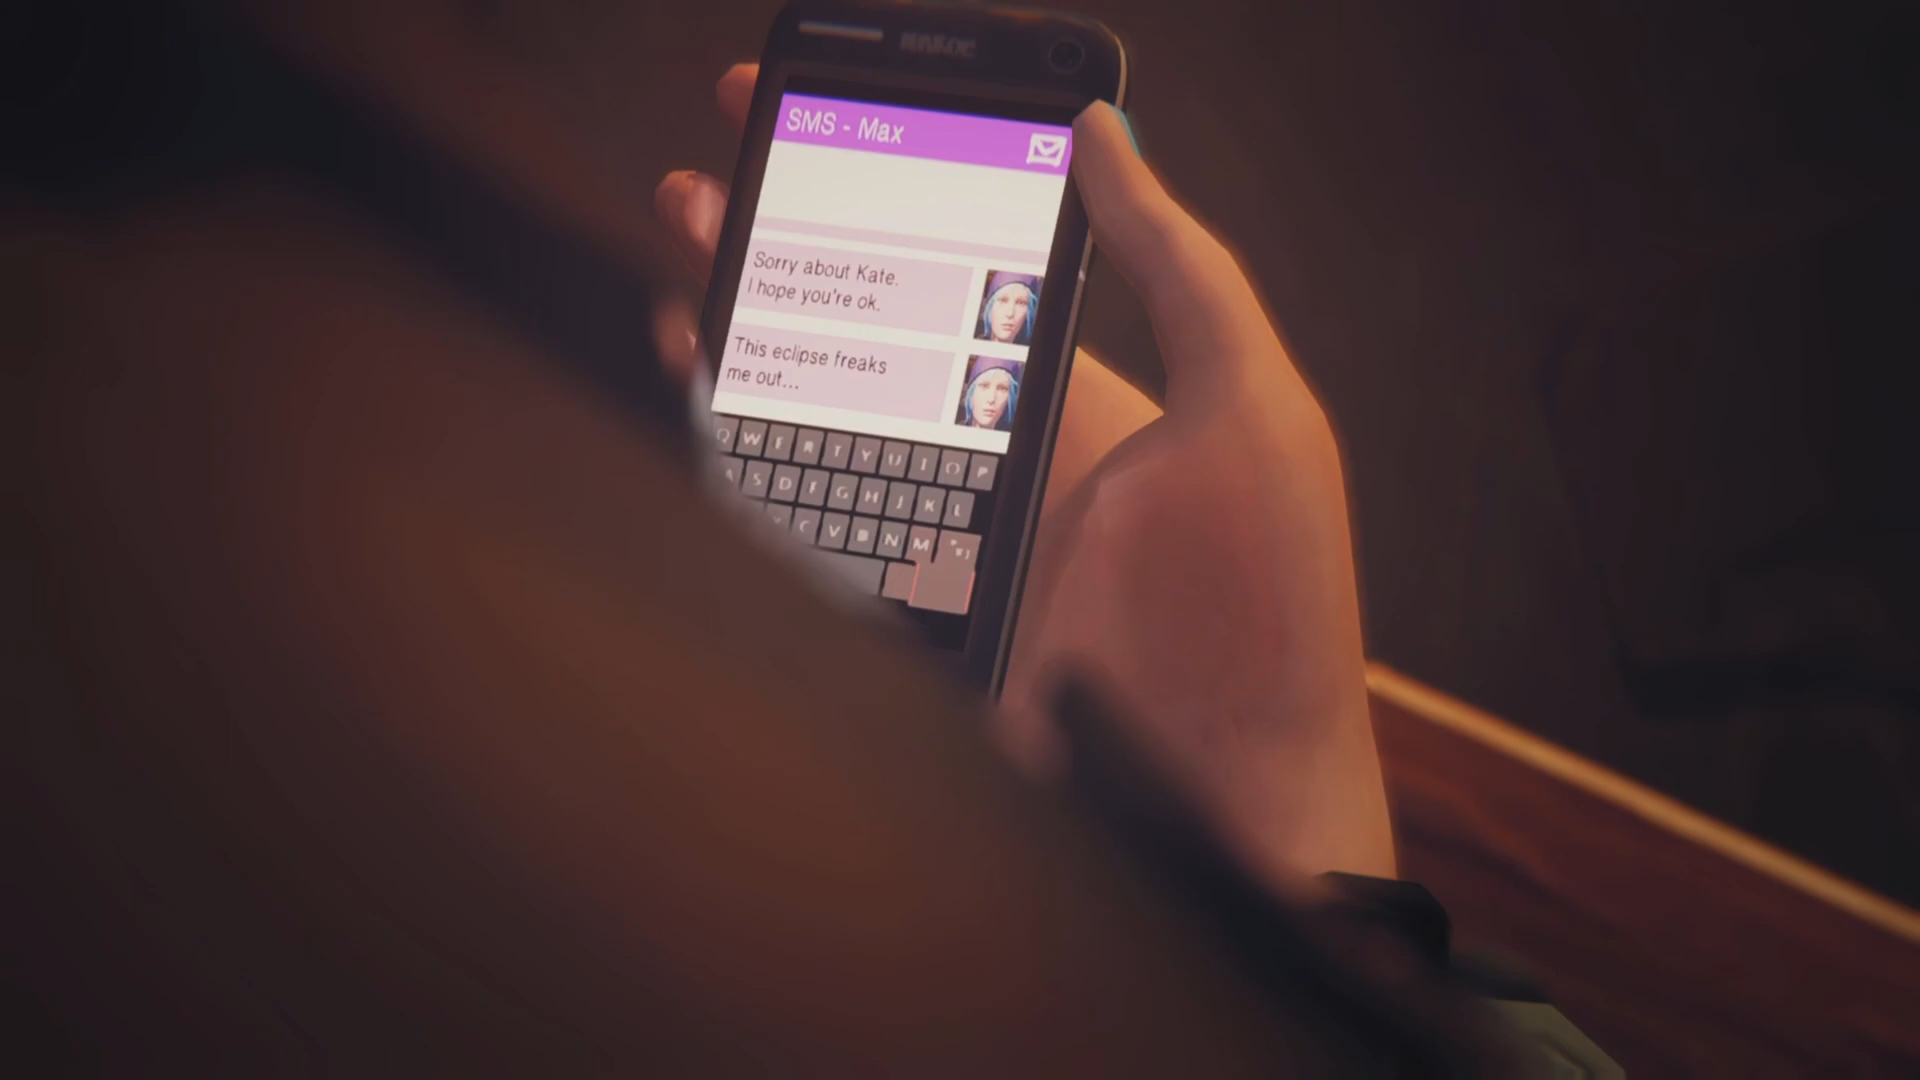 SMS - Max
Sorry about Kate.
I hope you're ok.
This eclipse freaks
me out...
Q W E R T Y U I O P
A S D F G H J K L
C V B N M